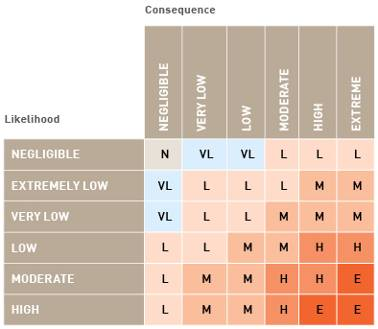 Consequence
Likelihood
NEGLIGIBLE VERY LOW LOW MODERATE HIGH EXTREME
NEGLIGIBLE N VL VL L L L
EXTREMELY LOW VL L L L M M
VERY LOW VL L L M M M
LOW L L M M H H
MODERATE L M M H H E
HIGH L M M H E E